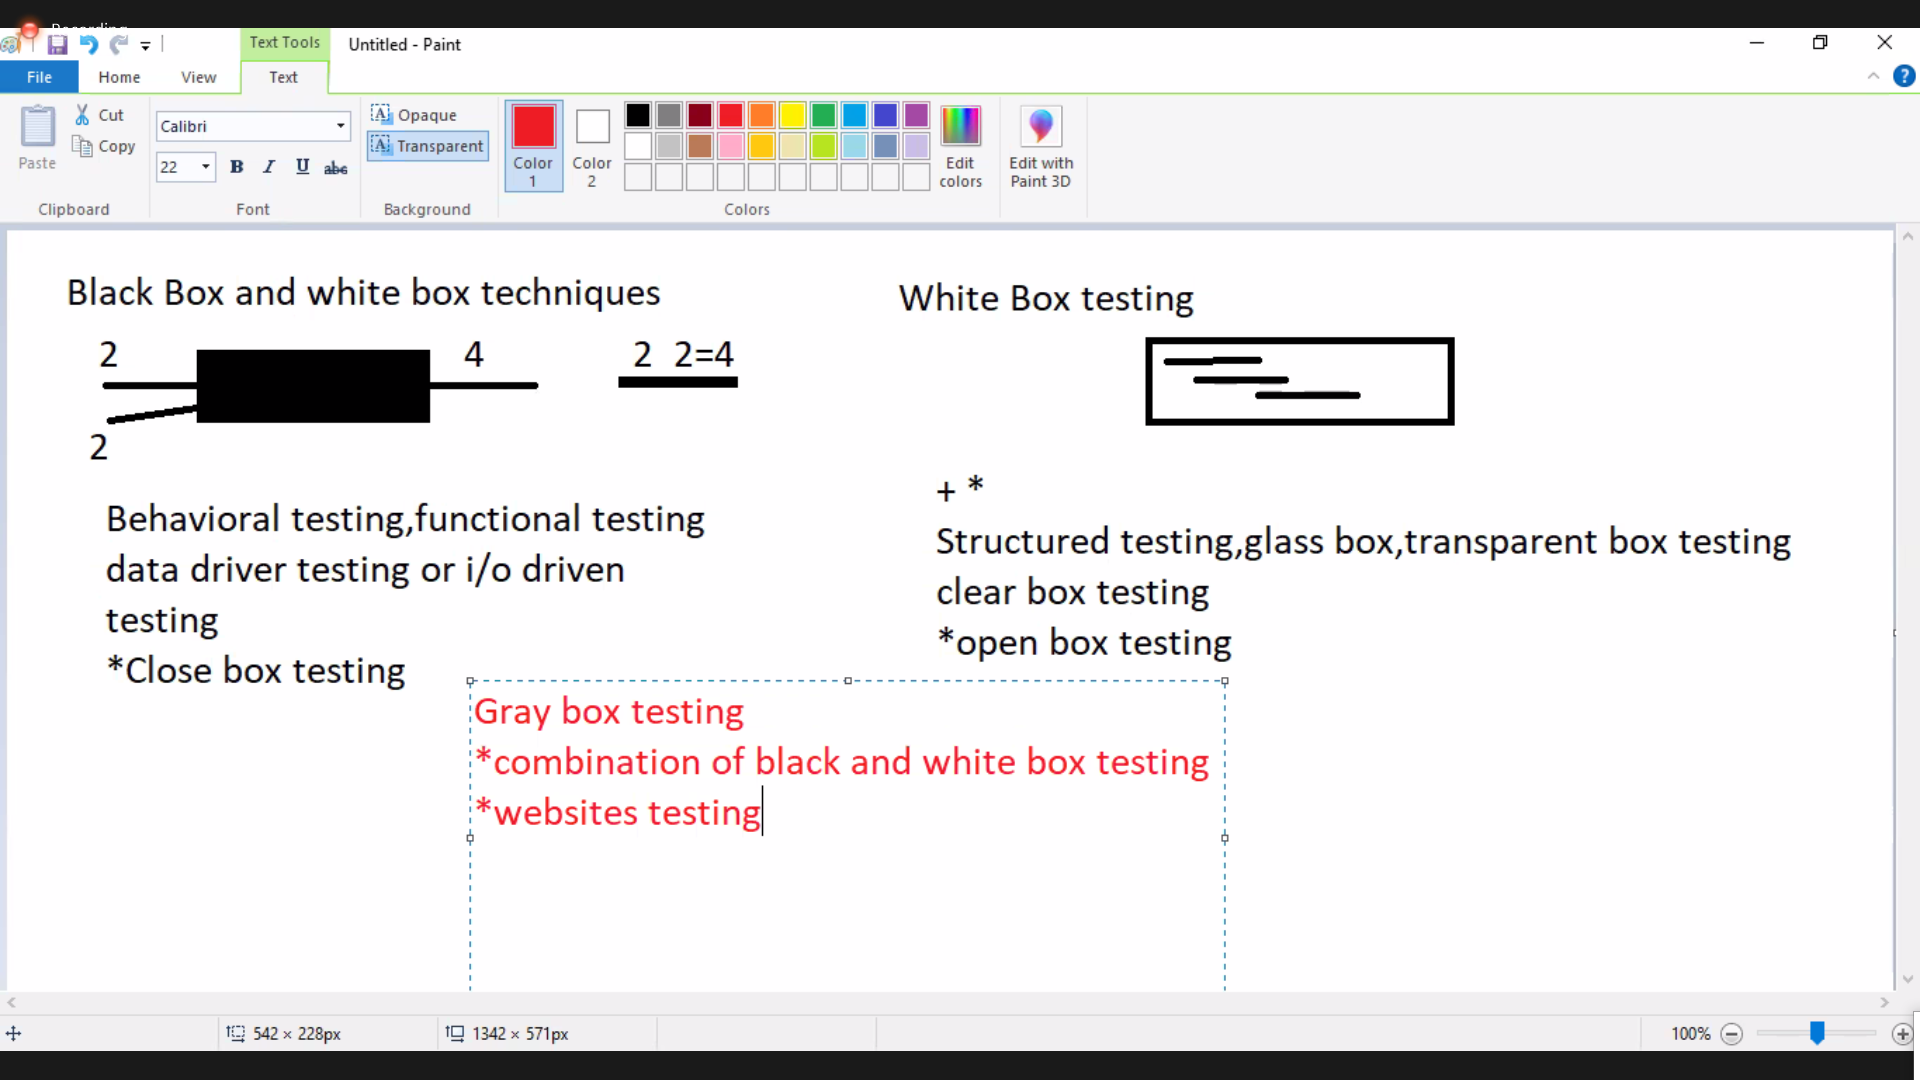 Recording
Text Tools
Untitled - Paint
File
Home
View
Text
Paste
Cut
Copy
Clipboard
Calibri
22
B I U abc
Font
Opaque
Transparent
Background
Color 1
Color 2
Edit colors
Colors
Edit with Paint 3D
Black Box and white box techniques
2
4
2 2=4
2
Behavioral testing,functional testing
data driver testing or i/o driven
testing
*Close box testing
White Box testing
+ *
Structured testing,glass box,transparent box testing
clear box testing
*open box testing
Gray box testing
*combination of black and white box testing
*websites testing
542 × 228px
1342 × 571px
100%